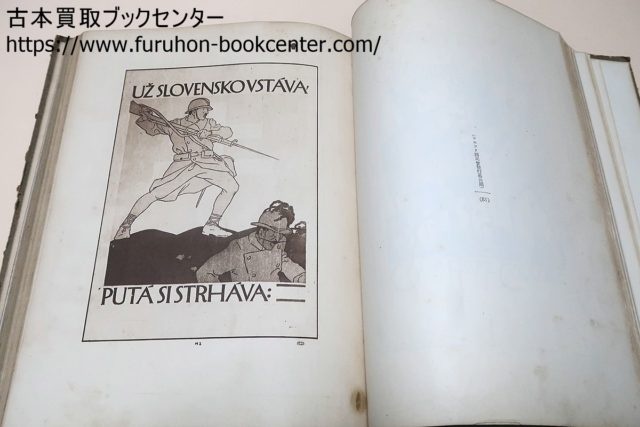 古本買取ブックセンター
https://www.furuhon-bookcenter.com/
UŽ SLOVENSKO VSTÁVA:
PUTÁ SI STRHÁVA: